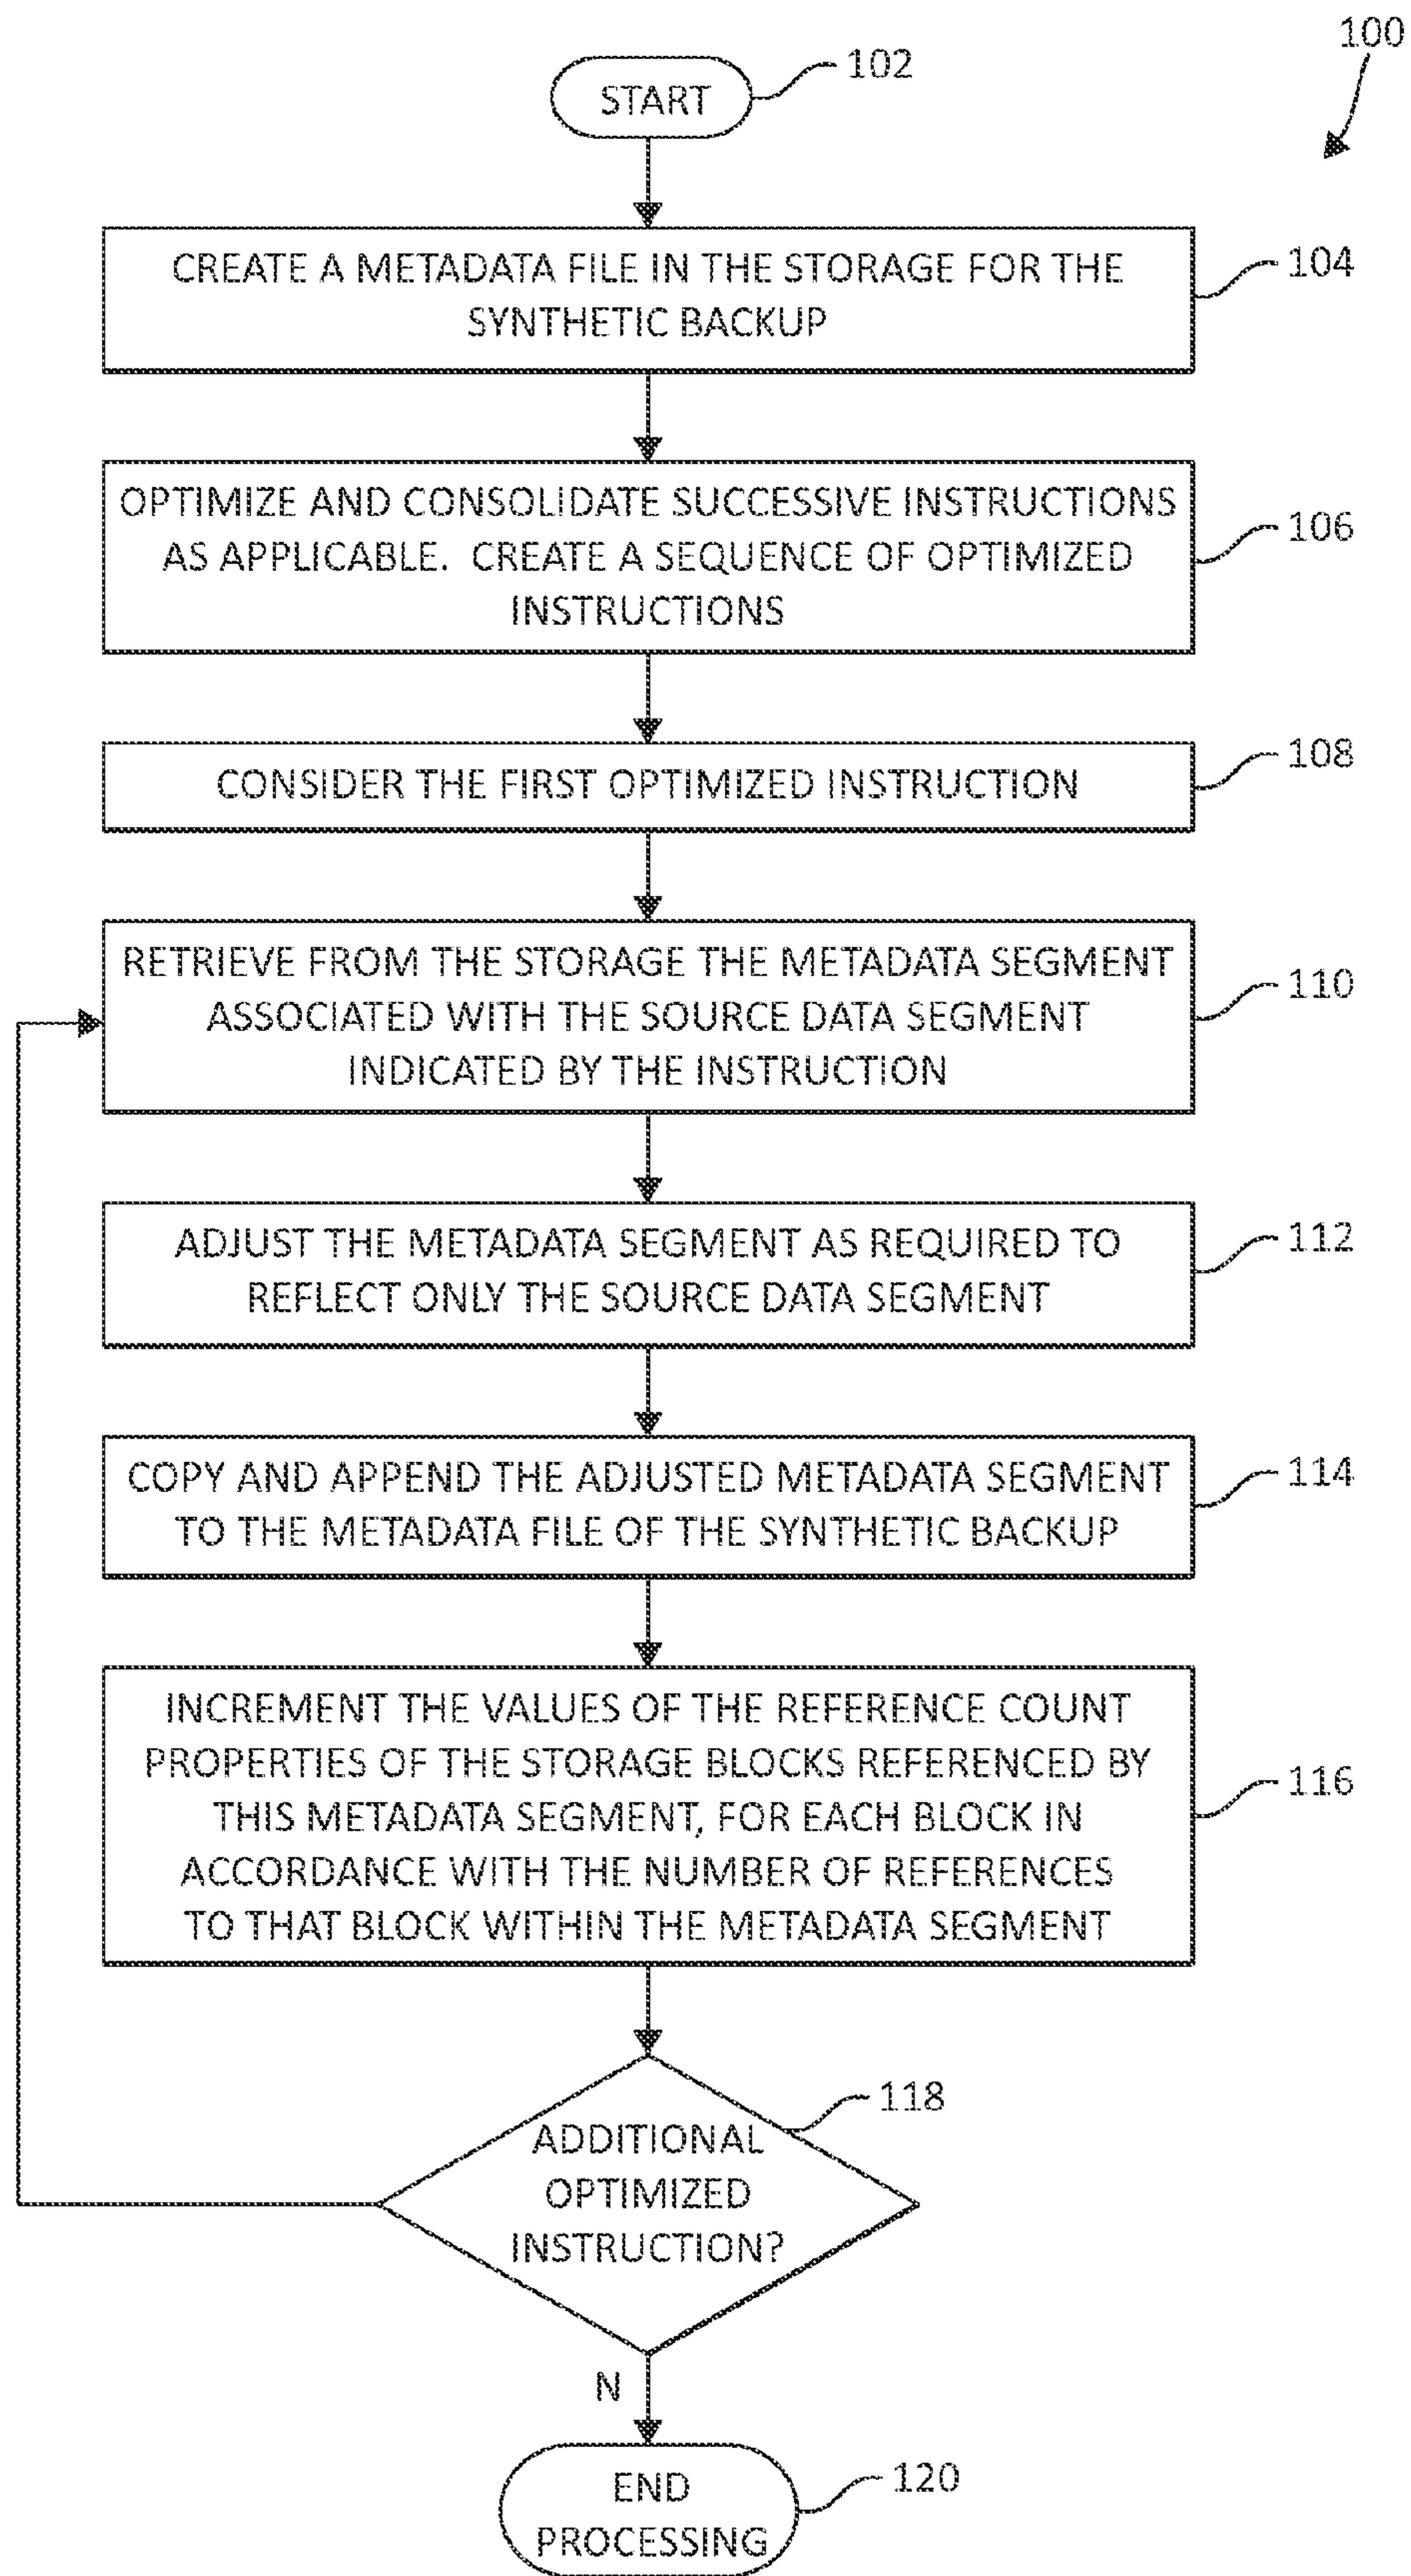 100
START
102
CREATE A METADATA FILE IN THE STORAGE FOR THE
SYNTHETIC BACKUP
104
OPTIMIZE AND CONSOLIDATE SUCCESSIVE INSTRUCTIONS
AS APPLICABLE. CREATE A SEQUENCE OF OPTIMIZED
INSTRUCTIONS
106
CONSIDER THE FIRST OPTIMIZED INSTRUCTION
108
RETRIEVE FROM THE STORAGE THE METADATA SEGMENT
ASSOCIATED WITH THE SOURCE DATA SEGMENT
INDICATED BY THE INSTRUCTION
110
ADJUST THE METADATA SEGMENT AS REQUIRED TO
REFLECT ONLY THE SOURCE DATA SEGMENT
112
COPY AND APPEND THE ADJUSTED METADATA SEGMENT
TO THE METADATA FILE OF THE SYNTHETIC BACKUP
114
INCREMENT THE VALUES OF THE REFERENCE COUNT
PROPERTIES OF THE STORAGE BLOCKS REFERENCED BY
THIS METADATA SEGMENT, FOR EACH BLOCK IN
ACCORDANCE WITH THE NUMBER OF REFERENCES
TO THAT BLOCK WITHIN THE METADATA SEGMENT
116
ADDITIONAL
OPTIMIZED
INSTRUCTION?
118
N
END
PROCESSING
120